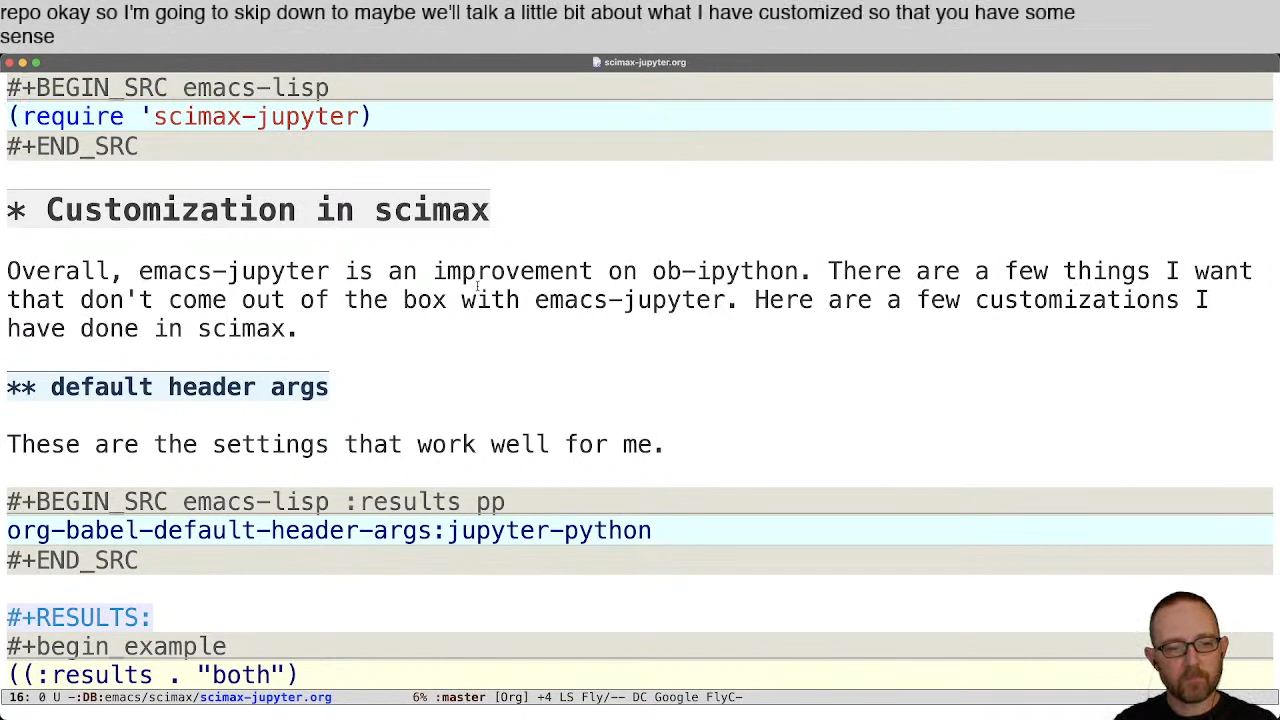 repo okay so I'm going to skip down to maybe we'll talk a little bit about what I have customized so that you have some
sense
scimax-jupyter.org
#+BEGIN_SRC emacs-lisp
(require 'scimax-jupyter)
#+END_SRC
* Customization in scimax
Overall, emacs-jupyter is an improvement on ob-ipython. There are a few things I want
that don't come out of the box with emacs-jupyter. Here are a few customizations I
have done in scimax.
** default header args
These are the settings that work well for me.
#+BEGIN_SRC emacs-lisp :results pp
org-babel-default-header-args:jupyter-python
#+END_SRC
#+RESULTS:
#+begin_example
((:results . "both")
16: 0 U -:DB:emacs/scimax/scimax-jupyter.org 6% :master [Org] +4 LS Fly/-- DC Google FlyC-